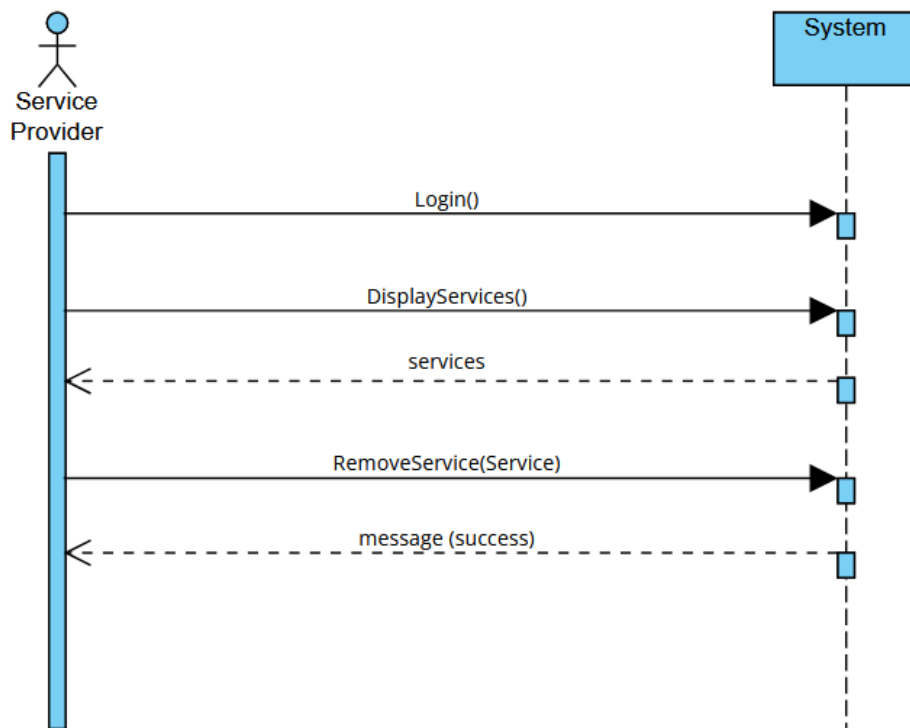 System
Service
Provider
Login()
DisplayServices()
services
RemoveService(Service)
message (success)